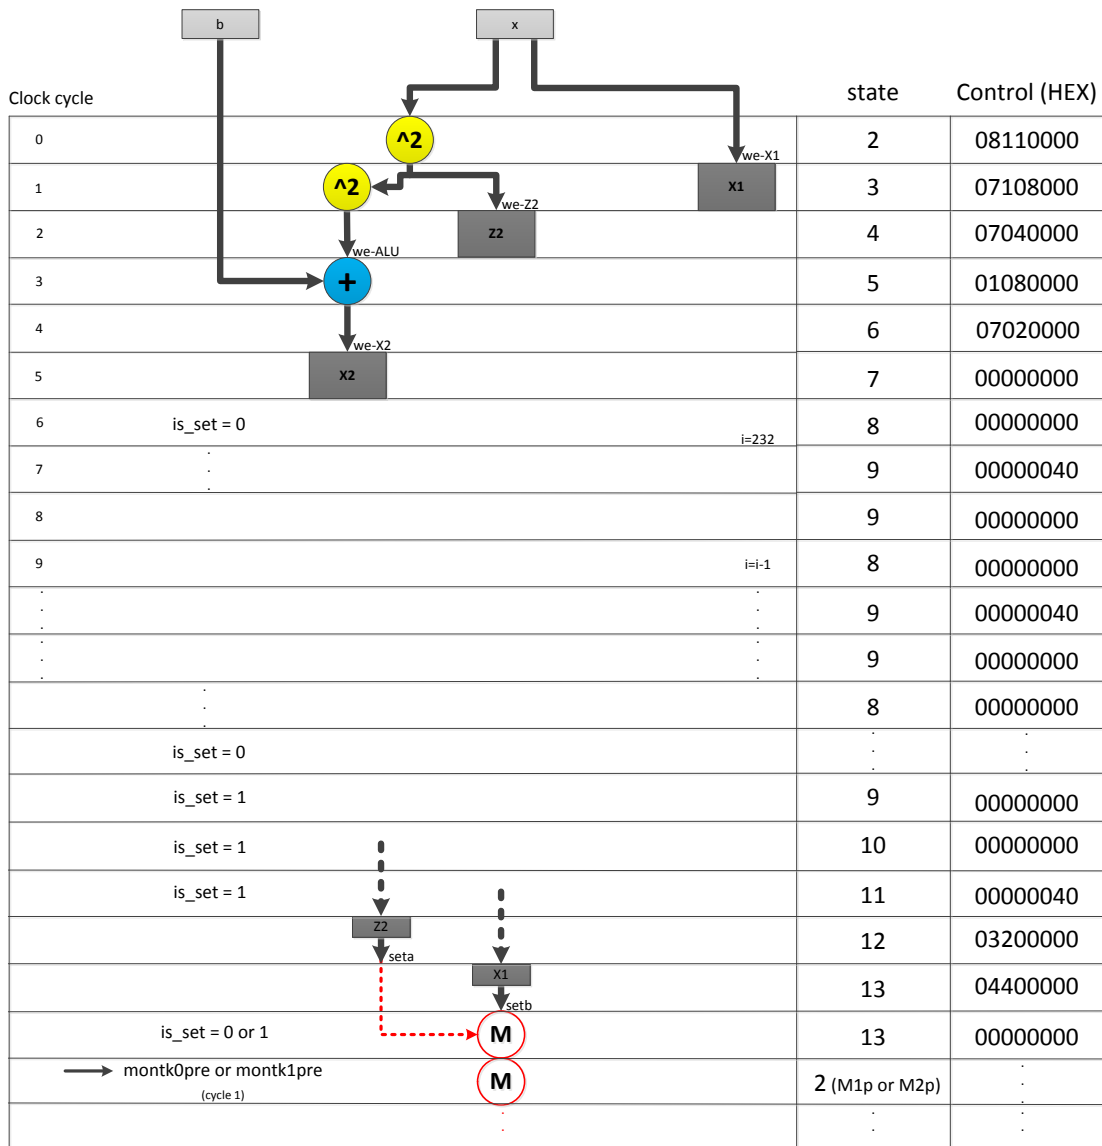 b x
Clock cycle state Control (HEX)
0 ^2 2 08110000
we-X1
1 ^2 X1 3 07108000
we-Z2
2 Z2 4 07040000
we-ALU
3 + 5 01080000
4 6 07020000
we-X2
5 X2 7 00000000
6 is_set = 0 8 00000000
i=232
7 9 00000040
8 9 00000000
9 i=i-1 8 00000000
9 00000040
9 00000000
8 00000000
is_set = 0
is_set = 1 9 00000000
is_set = 1 10 00000000
is_set = 1 11 00000040
Z2 12 03200000
seta
X1 13 04400000
setb
is_set = 0 or 1 M 13 00000000
montk0pre or montk1pre M 2 (M1p or M2p)
(cycle 1)